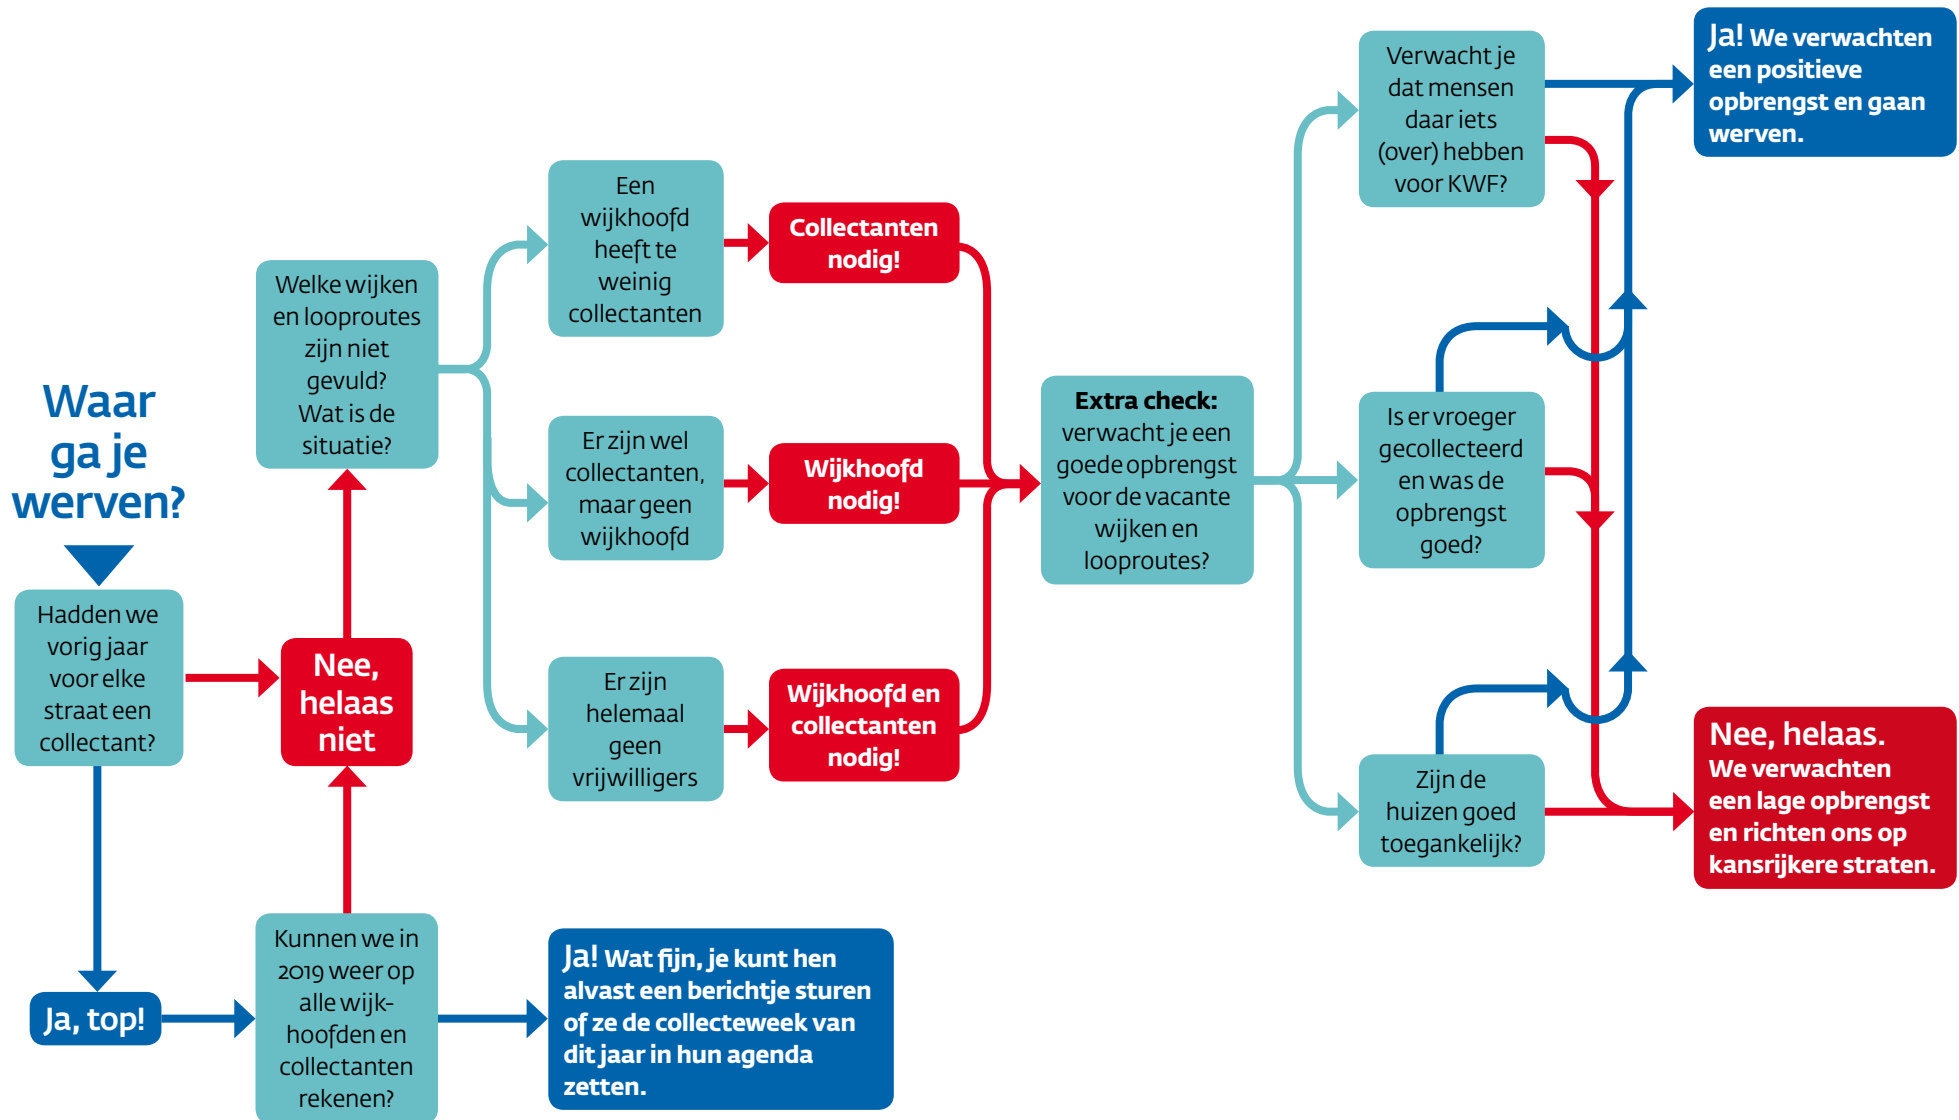 Waar
ga je
werven?
Hadden we
vorig jaar
voor elke
straat een
collectant?
Ja, top!
Nee,
helaas
niet
Kunnen we in
2019 weer op
alle wijk-
hoofden en
collectanten
rekenen?
Ja! Wat fijn, je kunt hen
alvast een berichtje sturen
of ze de collecteweek van
dit jaar in hun agenda
zetten.
Welke wijken
en looproutes
zijn niet
gevuld?
Wat is de
situatie?
Een
wijkhoofd
heeft te
weinig
collectanten
Collectanten
nodig!
Er zijn wel
collectanten,
maar geen
wijkhoofd
Wijkhoofd
nodig!
Er zijn
helemaal
geen
vrijwilligers
Wijkhoofd en
collectanten
nodig!
Extra check:
verwacht je een
goede opbrengst
voor de vacante
wijken en
looproutes?
Verwacht je
dat mensen
daar iets
(over) hebben
voor KWF?
Is er vroeger
gecollecteerd
en was de
opbrengst
goed?
Zijn de
huizen goed
toegankelijk?
Ja! We verwachten
een positieve
opbrengst en gaan
werven.
Nee, helaas.
We verwachten
een lage opbrengst
en richten ons op
kansrijkere straten.